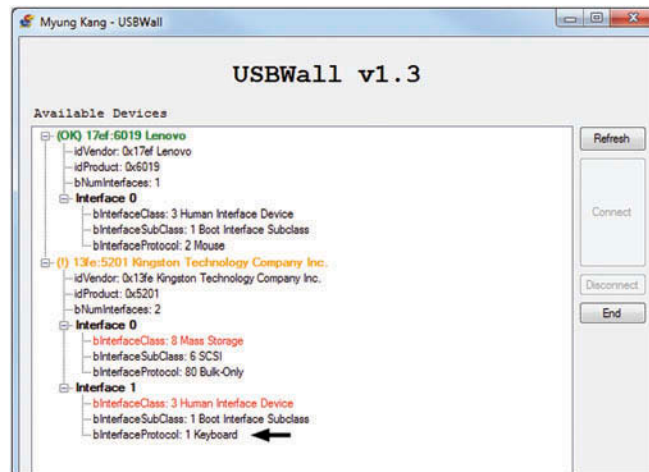 Myung Kang - USBWall
USBWall v1.3
Available Devices
(OK) 17ef:6019 Lenovo
idVendor: 0x17ef Lenovo
idProduct: 0x6019
bNumInterfaces: 1
Interface 0
bInterfaceClass: 3 Human Interface Device
bInterfaceSubClass: 1 Boot Interface Subclass
bInterfaceProtocol: 2 Mouse
(!) 13fe:5201 Kingston Technology Company Inc.
idVendor: 0x13fe Kingston Technology Company Inc.
idProduct: 0x5201
bNumInterfaces: 2
Interface 0
bInterfaceClass: 8 Mass Storage
bInterfaceSubClass: 6 SCSI
bInterfaceProtocol: 80 Bulk-Only
Interface 1
bInterfaceClass: 3 Human Interface Device
bInterfaceSubClass: 1 Boot Interface Subclass
bInterfaceProtocol: 1 Keyboard
Refresh
Connect
Disconnect
End